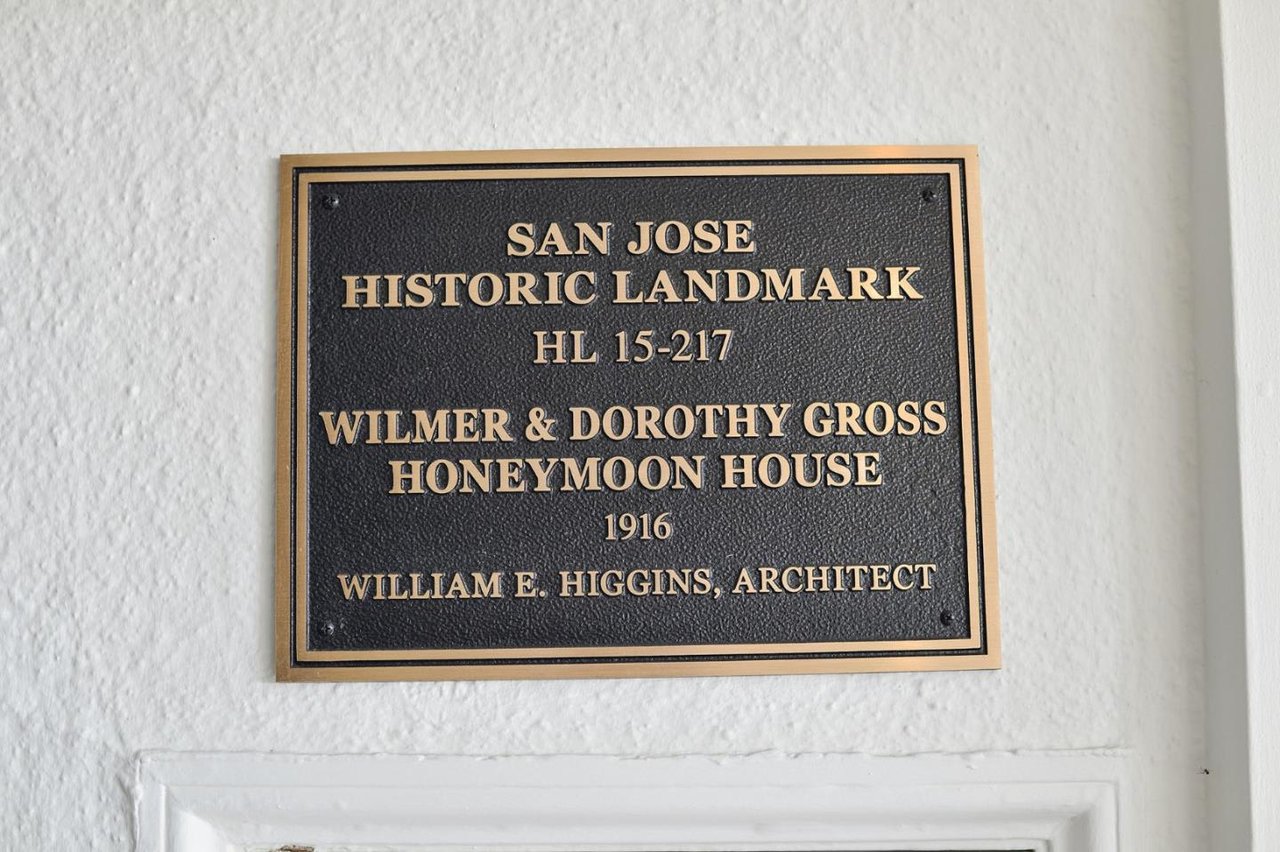 SAN JOSE
HISTORIC LANDMARK
HL 15-217
WILMER & DOROTHY GROSS
HONEYMOON HOUSE
1916
WILLIAM E. HIGGINS, ARCHITECT